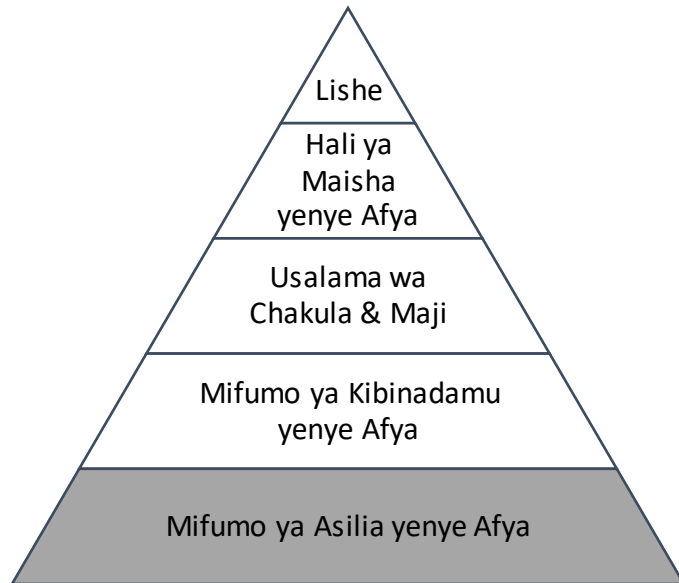 Lishe
Hali ya
Maisha
yenye Afya
Usalama wa
Chakula & Maji
Mifumo ya Kibinadamu
yenye Afya
Mifumo ya Asilia yenye Afya